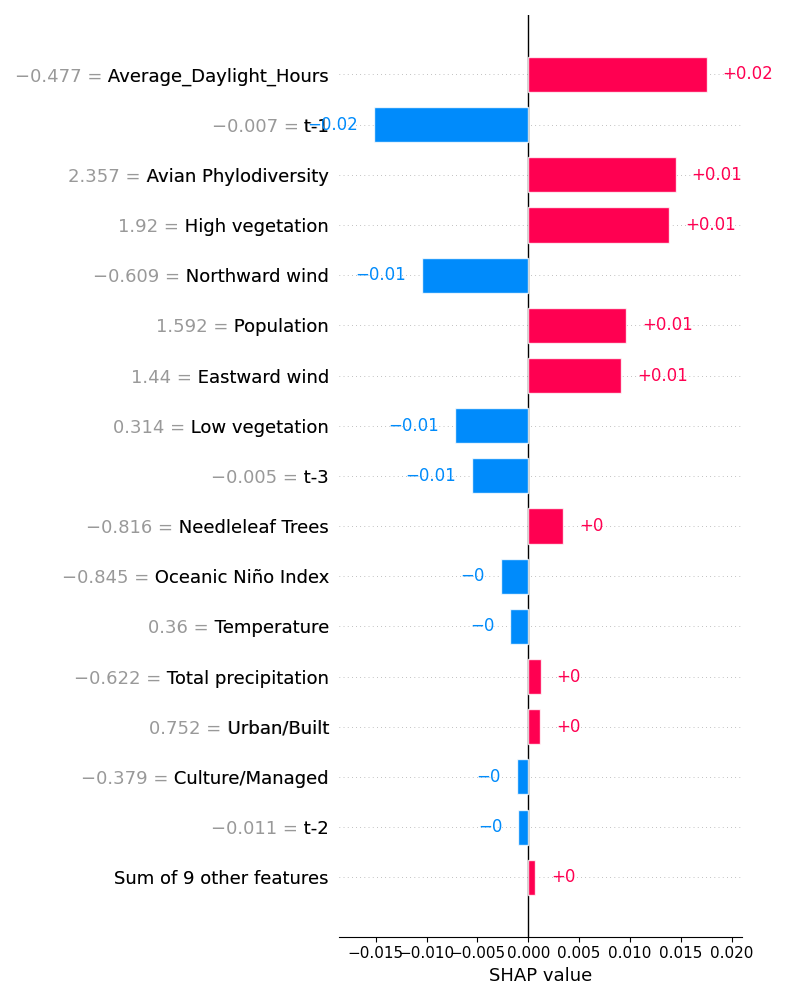 −0.477 = Average_Daylight_Hours +0.02
−0.007 = t-1 −0.02
2.357 = Avian Phylodiversity +0.01
1.92 = High vegetation +0.01
−0.609 = Northward wind −0.01
1.592 = Population +0.01
1.44 = Eastward wind +0.01
0.314 = Low vegetation −0.01
−0.005 = t-3 −0.01
−0.816 = Needleleaf Trees +0
−0.845 = Oceanic Niño Index −0
0.36 = Temperature −0
−0.622 = Total precipitation +0
0.752 = Urban/Built +0
−0.379 = Culture/Managed −0
−0.011 = t-2 −0
Sum of 9 other features +0
−0.015 −0.010 −0.005 0.000 0.005 0.010 0.015 0.020
SHAP value